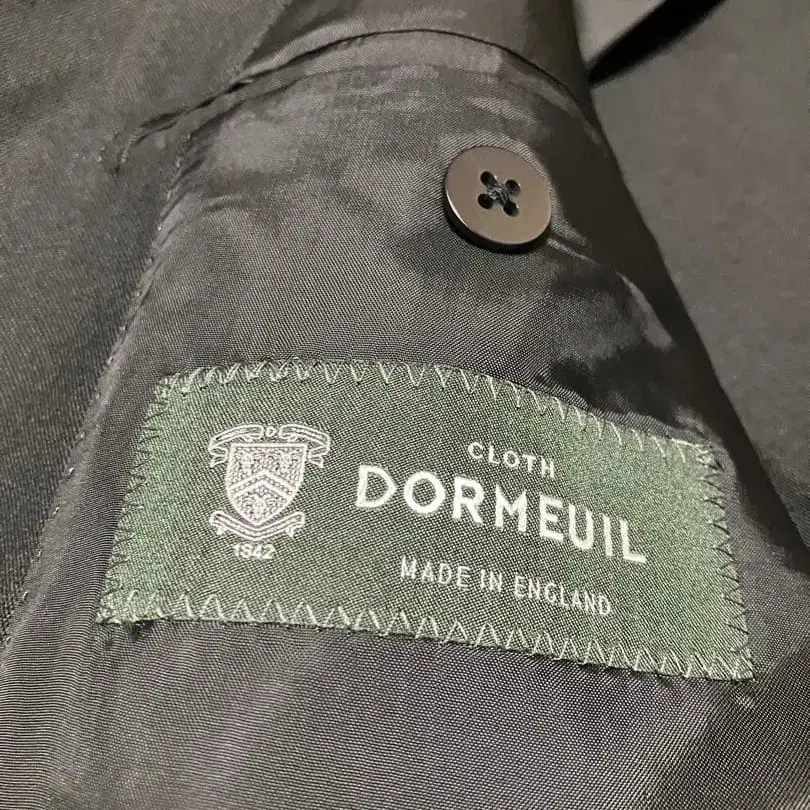 D
1842
CLOTH
DORMEUIL
MADE IN ENGLAND